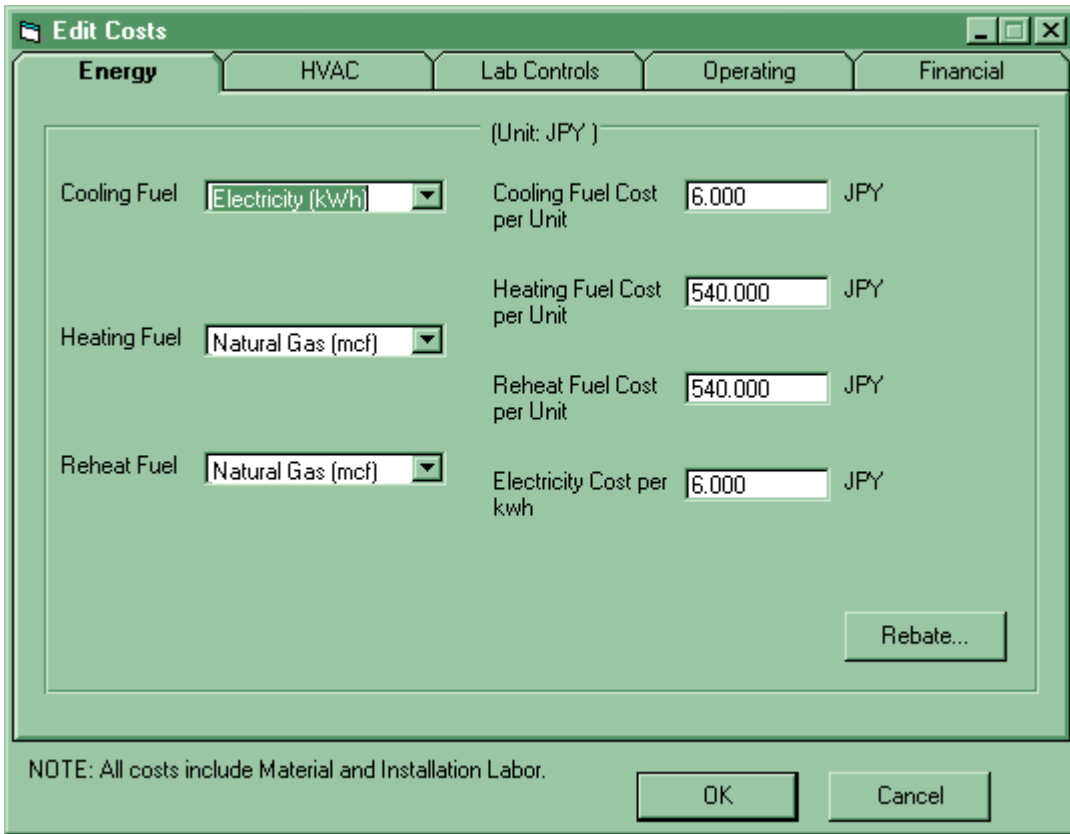 Edit Costs
Energy HVAC Lab Controls Operating Financial
(Unit: JPY )
Cooling Fuel Electricity (kWh) Cooling Fuel Cost
per Unit 6.000 JPY
Heating Fuel Cost
per Unit 540.000 JPY
Heating Fuel Natural Gas (mcf)
Reheat Fuel Cost
per Unit 540.000 JPY
Reheat Fuel Natural Gas (mcf)
Electricity Cost per
kwh 6.000 JPY
Rebate...
NOTE: All costs include Material and Installation Labor.
OK Cancel